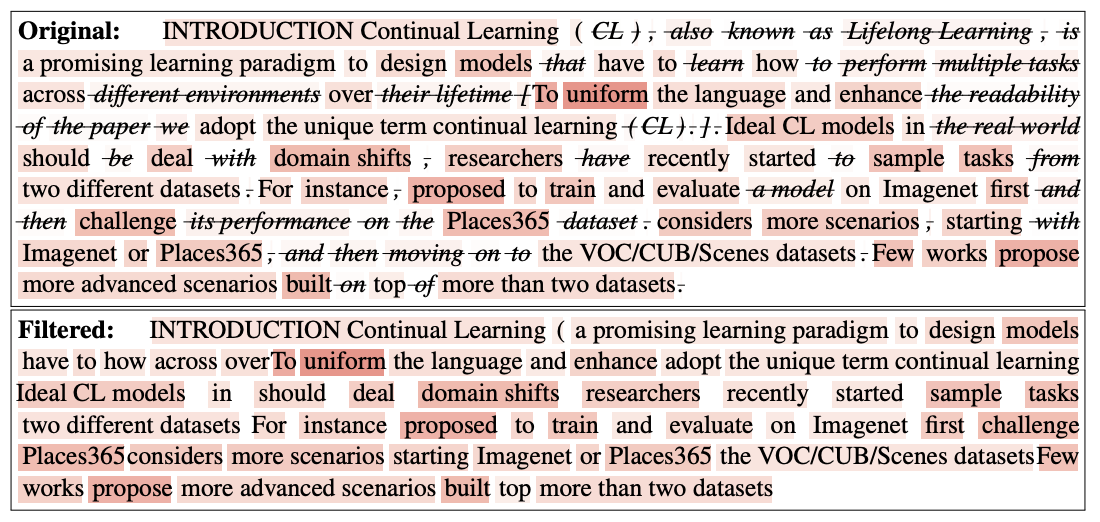 Original: INTRODUCTION Continual Learning ( CL ) , also known as Lifelong Learning , is
a promising learning paradigm to design models that have to learn how to perform multiple tasks
across different environments over their lifetime [To uniform the language and enhance the readability
of the paper we adopt the unique term continual learning ( CL ) . ] . Ideal CL models in the real world
should be deal with domain shifts , researchers have recently started to sample tasks from
two different datasets . For instance , proposed to train and evaluate a model on Imagenet first and
then challenge its performance on the Places365 dataset . considers more scenarios , starting with
Imagenet or Places365 , and then moving on to the VOC/CUB/Scenes datasets . Few works propose
more advanced scenarios built on top of more than two datasets .
Filtered: INTRODUCTION Continual Learning ( a promising learning paradigm to design models
have to how across overTo uniform the language and enhance adopt the unique term continual learning
Ideal CL models in should deal domain shifts researchers recently started sample tasks
two different datasets For instance proposed to train and evaluate on Imagenet first challenge
Places365considers more scenarios starting Imagenet or Places365 the VOC/CUB/Scenes datasetsFew
works propose more advanced scenarios built top more than two datasets